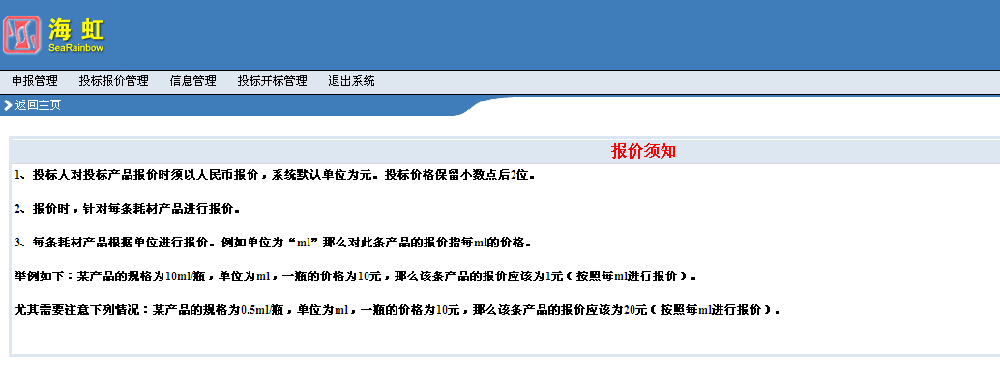 海虹
SeaRainbow
申报管理 投标报价管理 信息管理 投标开标管理 退出系统
返回主页
报价须知
1、投标人对投标产品报价时须以人民币报价，系统默认单位为元。投标价格保留小数点后2位。
2、报价时，针对每条耗材产品进行报价。
3、每条耗材产品根据单位进行报价。例如单位为“ml”那么对此条产品的报价指每ml的价格。
举例如下：某产品的规格为10ml/瓶，单位为ml，一瓶的价格为10元，那么该条产品的报价应该为1元（按照每ml进行报价）。
尤其需要注意下列情况：某产品的规格为0.5ml/瓶，单位为ml，一瓶的价格为10元，那么该条产品的报价应该为20元（按照每ml进行报价）。